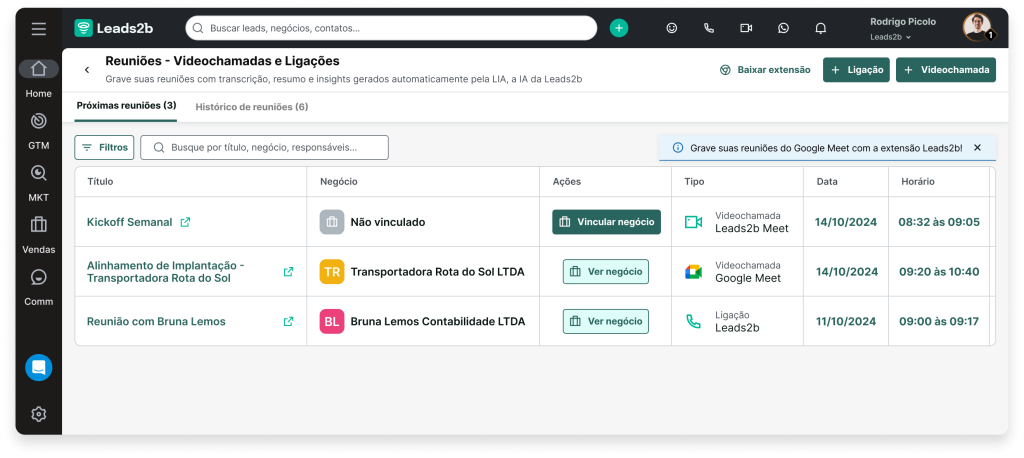 Leads2b
Buscar leads, negócios, contatos...
Rodrigo Picolo
Leads2b
1
Home
GTM
MKT
Vendas
Comm
Reuniões - Videochamadas e Ligações
Grave suas reuniões com transcrição, resumo e insights gerados automaticamente pela LIA, a IA da Leads2b
Baixar extensão
+ Ligação
+ Videochamada
Próximas reuniões (3)
Histórico de reuniões (6)
Filtros
Busque por título, negócio, responsáveis...
Grave suas reuniões do Google Meet com a extensão Leads2b!
Título
Negócio
Ações
Tipo
Data
Horário
Kickoff Semanal
Não vinculado
Vincular negócio
Videochamada
Leads2b Meet
14/10/2024
08:32 às 09:05
Alinhamento de Implantação -
Transportadora Rota do Sol
TR
Transportadora Rota do Sol LTDA
Ver negócio
Videochamada
Google Meet
14/10/2024
09:20 às 10:40
Reunião com Bruna Lemos
BL
Bruna Lemos Contabilidade LTDA
Ver negócio
Ligação
Leads2b
11/10/2024
09:00 às 09:17